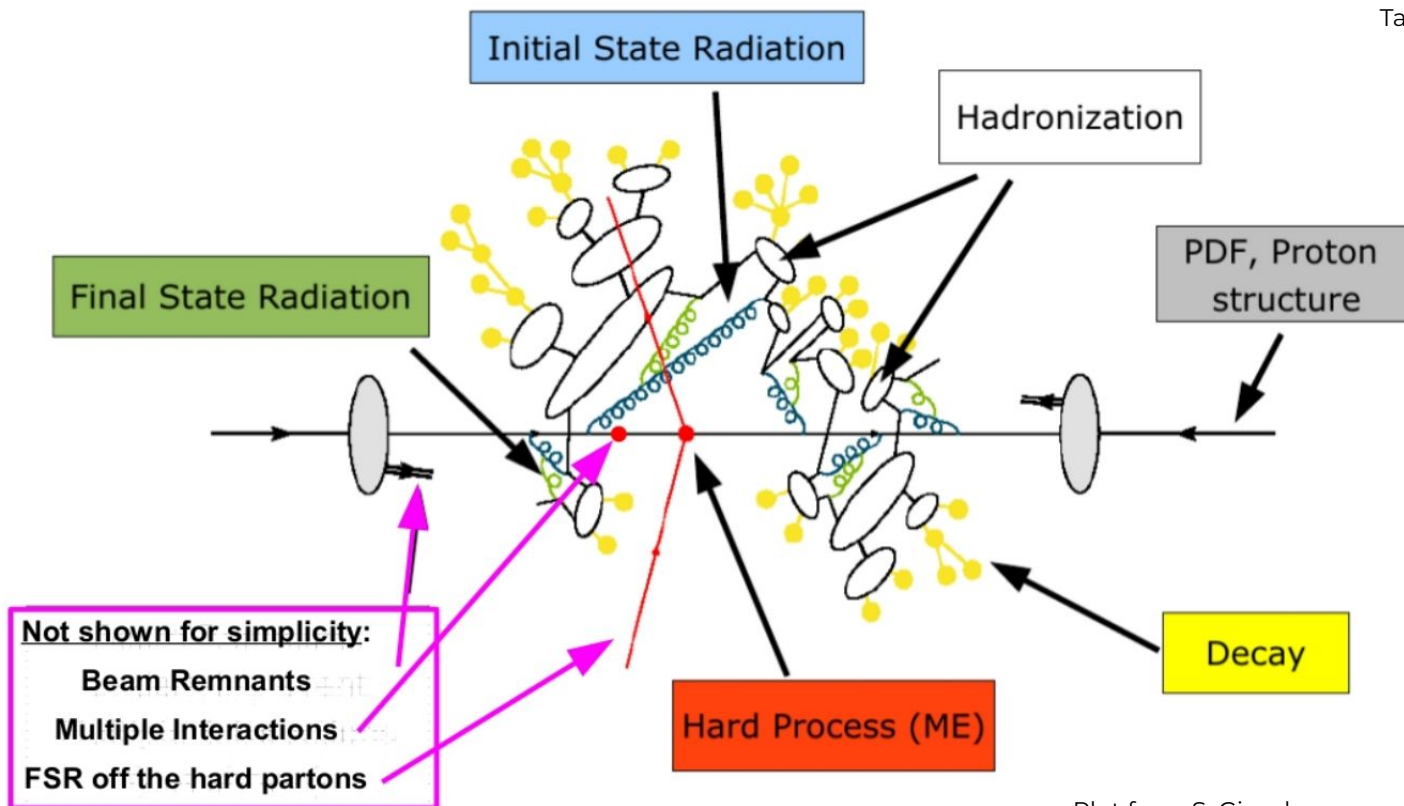 Ta
Initial State Radiation
Hadronization
PDF, Proton
structure
Final State Radiation
Not shown for simplicity:
Beam Remnants
Multiple Interactions
FSR off the hard partons
Decay
Hard Process (ME)